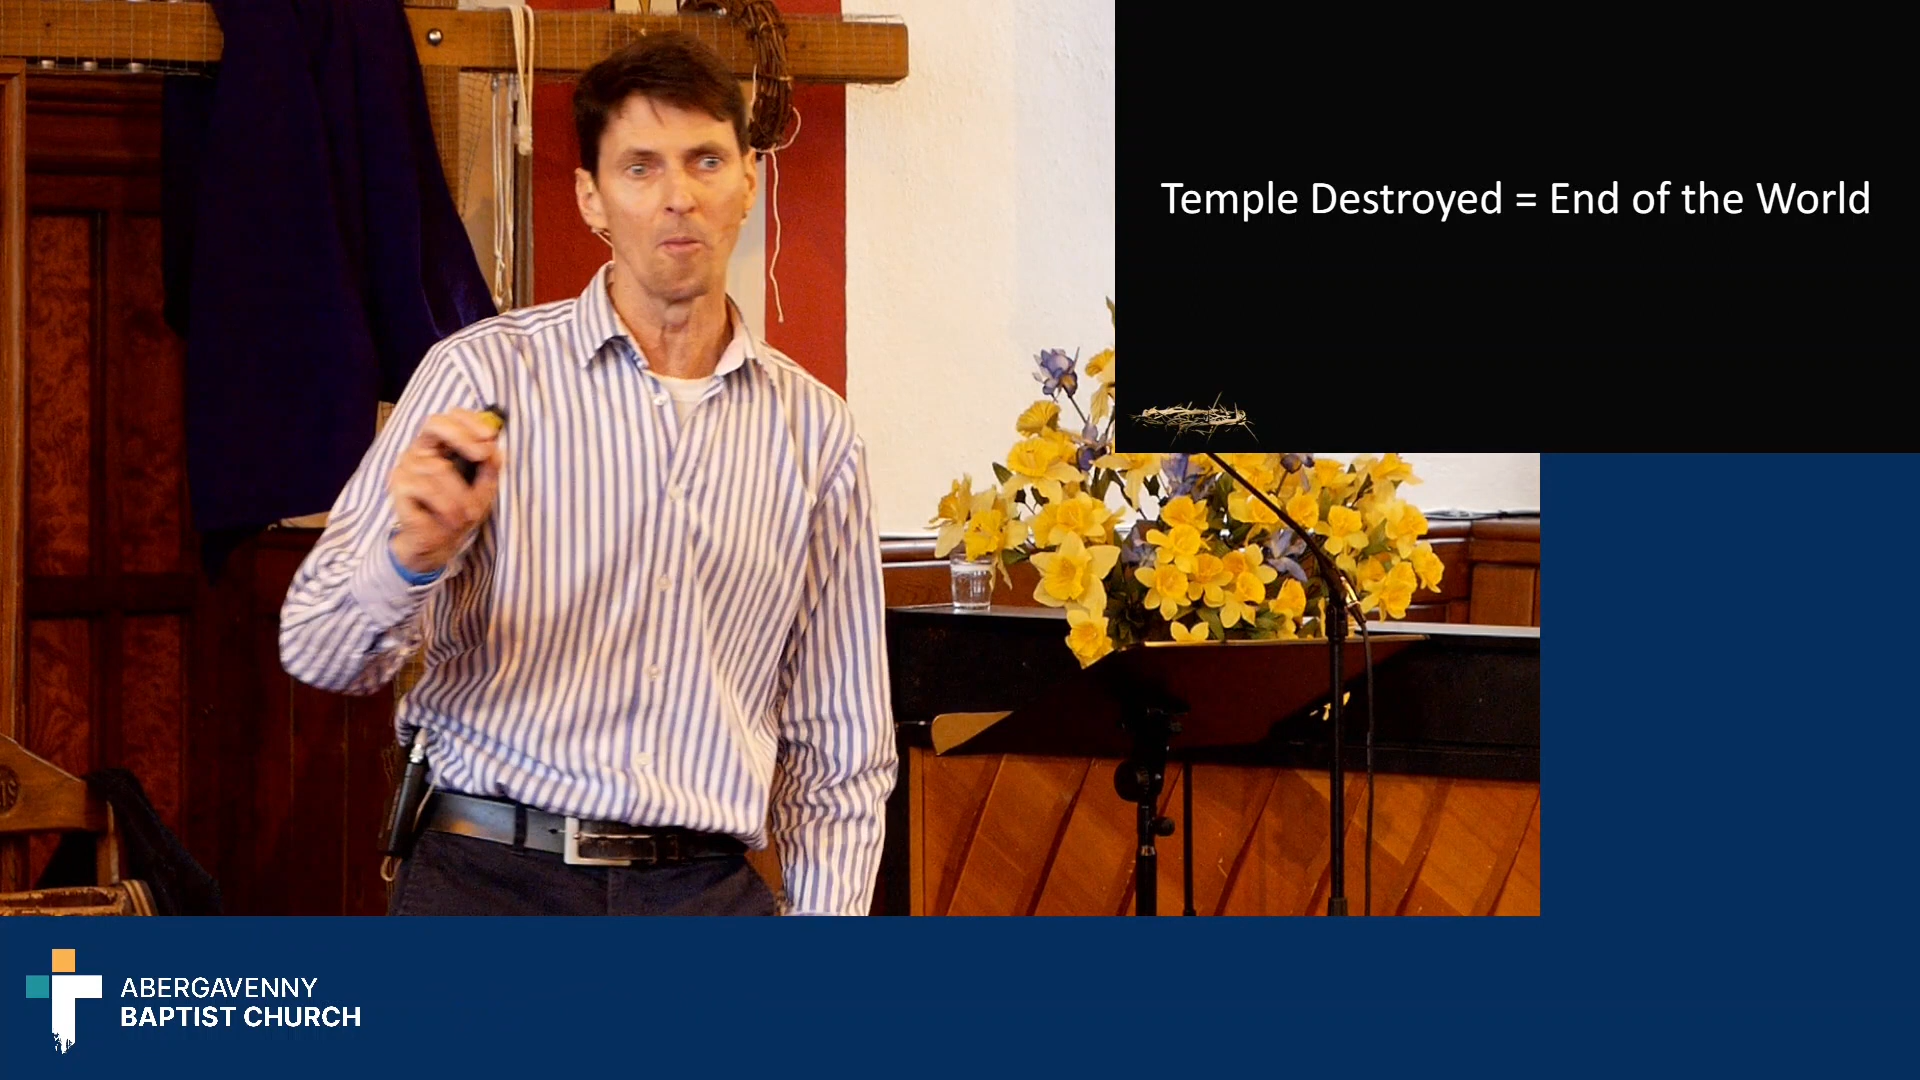 Temple Destroyed = End of the World
ABERGAVENNY
BAPTIST CHURCH